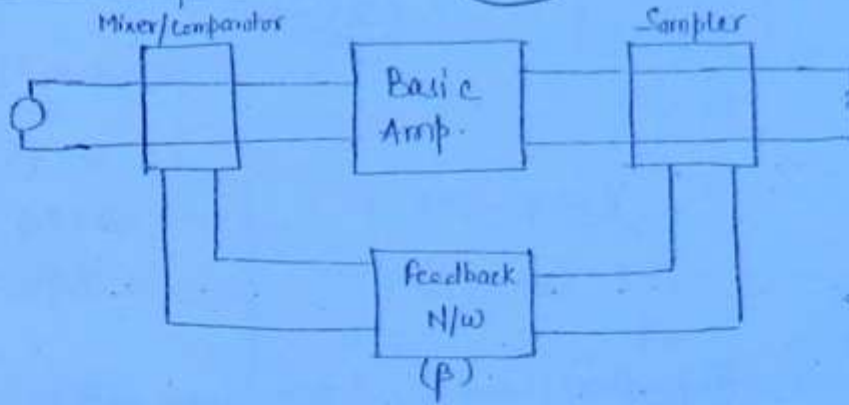 Mixer/Comparator
Sampler
Basic
Amp.
Feedback
N/W
(β)